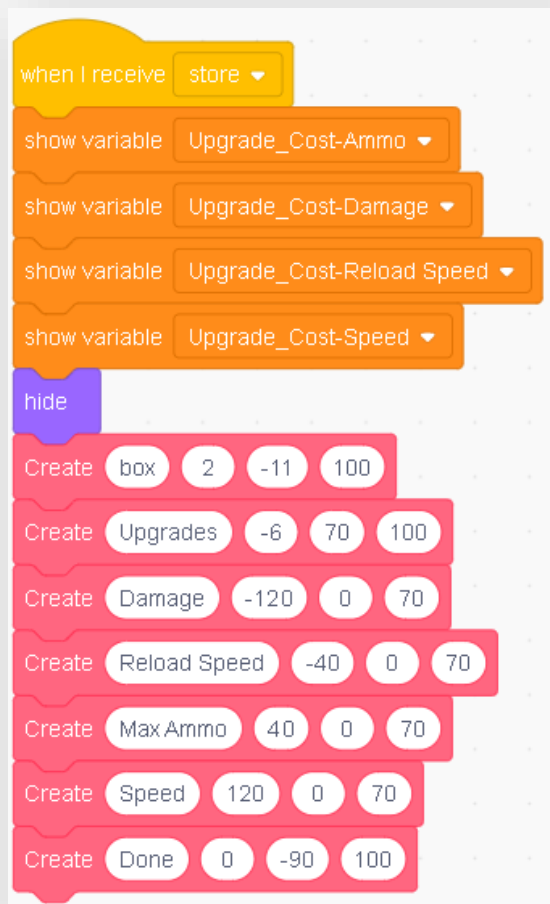 when I receive store
show variable Upgrade_Cost-Ammo
show variable Upgrade_Cost-Damage
show variable Upgrade_Cost-Reload Speed
show variable Upgrade_Cost-Speed
hide
Create box 2 -11 100
Create Upgrades -6 70 100
Create Damage -120 0 70
Create Reload Speed -40 0 70
Create Max Ammo 40 0 70
Create Speed 120 0 70
Create Done 0 -90 100